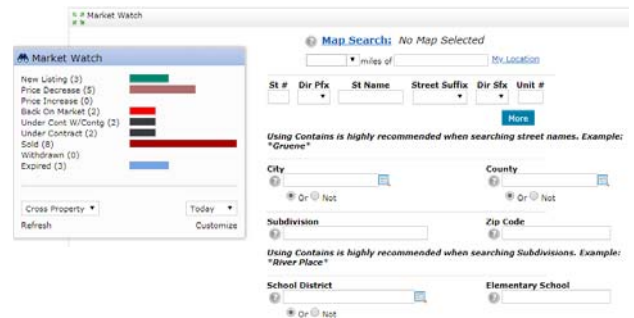 Market Watch
Map Search: No Map Selected
miles of
My Location
Market Watch
New Listing (3)
Price Decrease (5)
Price Increase (0)
Back On Market (2)
Under Cont W/Contg (2)
Under Contract (2)
Sold (8)
Withdrawn (0)
Expired (3)
Cross Property
Today
Refresh
Customize
St # Dir Pfx St Name Street Suffix Dir Sfx Unit #
More
Using Contains is highly recommended when searching street names. Example:
*Gruene*
City
County
Or Not
Or Not
Subdivision
Zip Code
Using Contains is highly recommended when searching Subdivisions. Example:
*River Place*
School District
Elementary School
Or Not